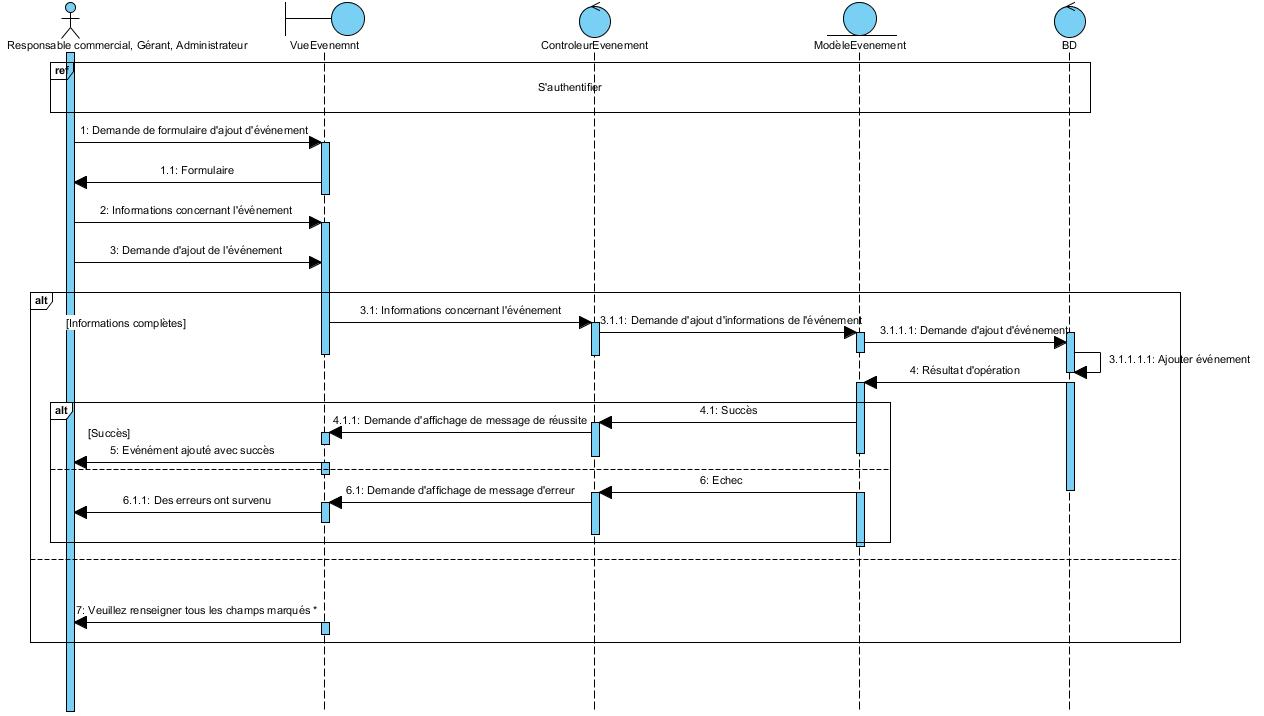 Responsable commercial, Gérant, Administrateur
VueEvenemnt
ControleurEvenement
ModèleEvenement
BD
ref
S'authentifier
1: Demande de formulaire d'ajout d'événement
1.1: Formulaire
2: Informations concernant l'événement
3: Demande d'ajout de l'événement
alt
[Informations complètes]
3.1: Informations concernant l'événement
3.1.1: Demande d'ajout d'informations de l'événement
3.1.1.1: Demande d'ajout d'événement
3.1.1.1.1: Ajouter événement
4: Résultat d'opération
alt
[Succès]
4.1: Succès
4.1.1: Demande d'affichage de message de réussite
5: Evénément ajouté avec succès
6: Echec
6.1: Demande d'affichage de message d'erreur
6.1.1: Des erreurs ont survenu
7: Veuillez renseigner tous les champs marqués *